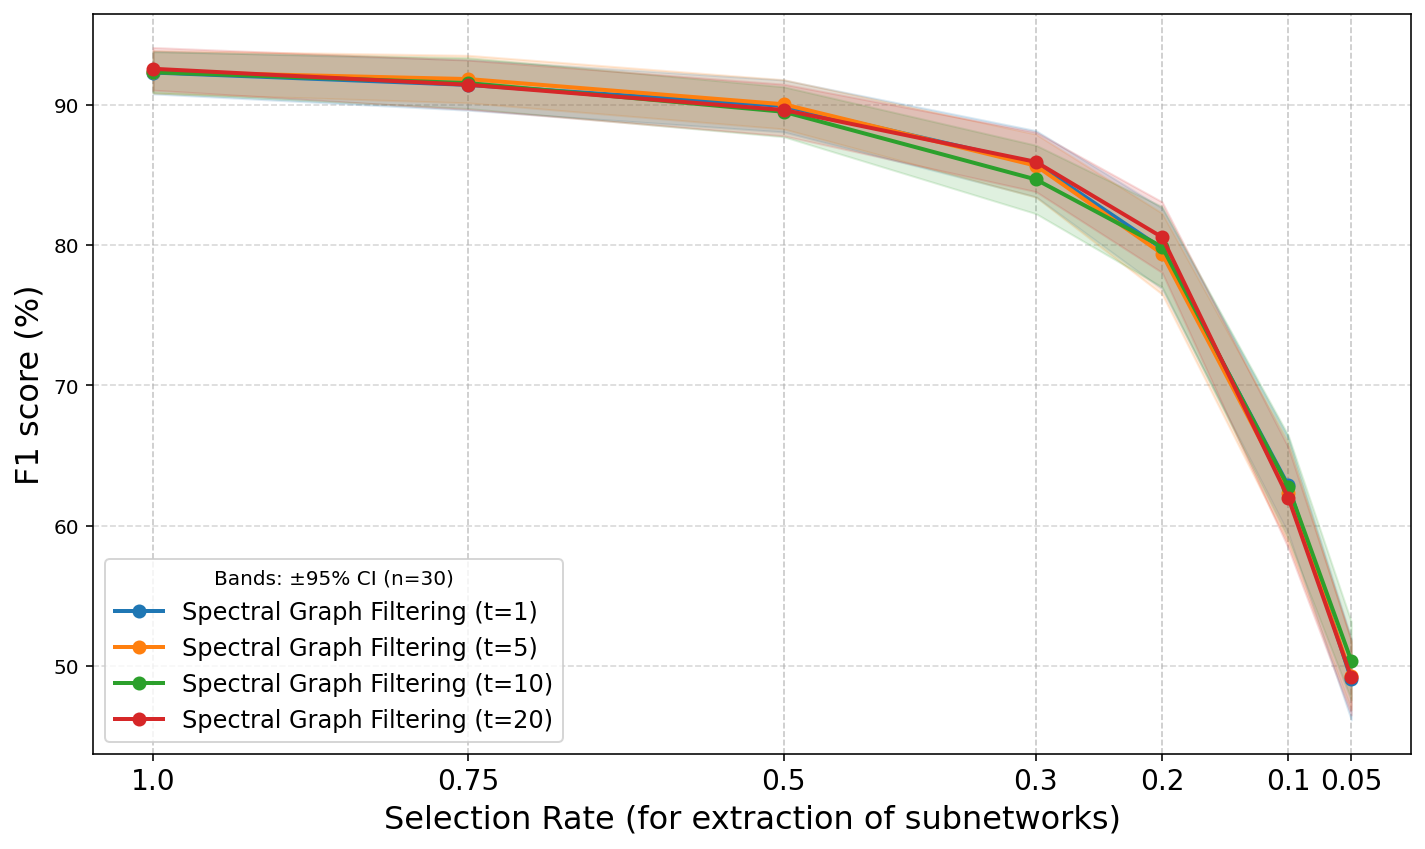 90
80
70
60
50
F1 score (%)
Bands: ±95% CI (n=30)
Spectral Graph Filtering (t=1)
Spectral Graph Filtering (t=5)
Spectral Graph Filtering (t=10)
Spectral Graph Filtering (t=20)
1.0 0.75 0.5 0.3 0.2 0.1 0.05
Selection Rate (for extraction of subnetworks)